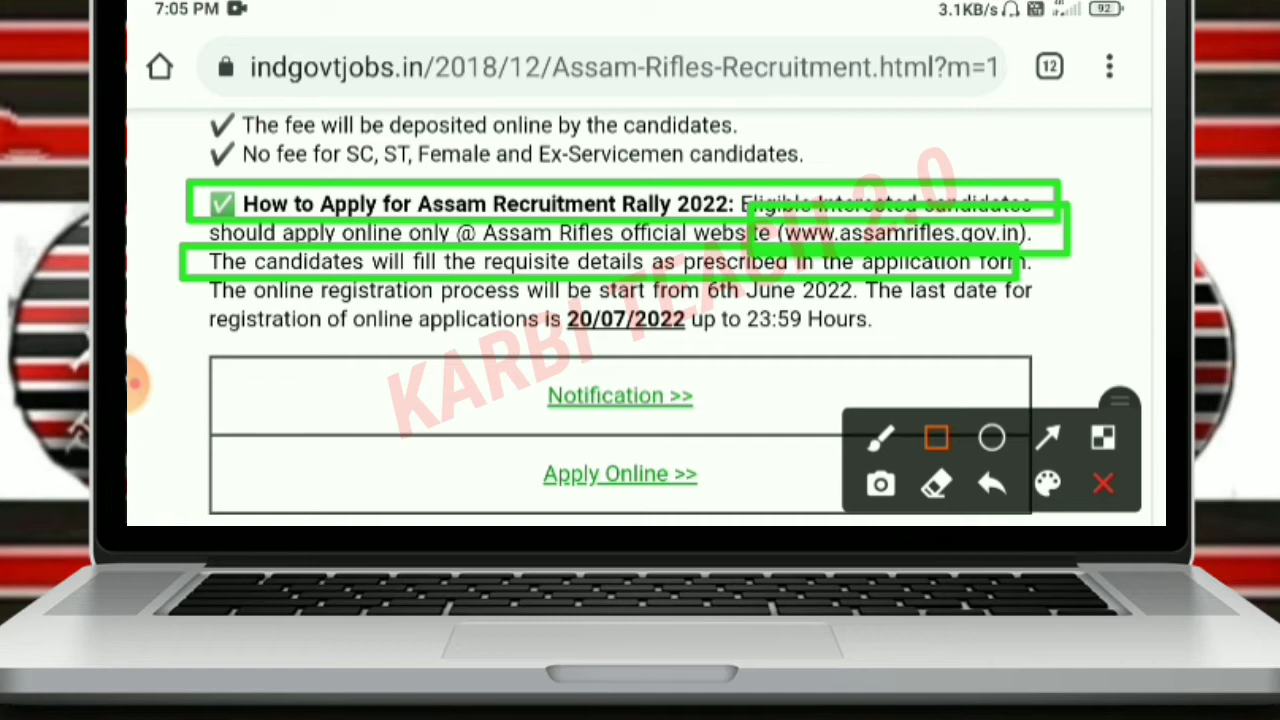 7:05 PM
3.1KB/s
92
indgovtjobs.in/2018/12/Assam-Rifles-Recruitment.html?m=1
12
✔ The fee will be deposited online by the candidates.
✔ No fee for SC, ST, Female and Ex-Servicemen candidates.
✅ How to Apply for Assam Recruitment Rally 2022: Eligible Interested candidates
should apply online only @ Assam Rifles official website (www.assamrifles.gov.in).
The candidates will fill the requisite details as prescribed in the application form.
The online registration process will be start from 6th June 2022. The last date for
registration of online applications is 20/07/2022 up to 23:59 Hours.
KARBI TEACH 2.0
Notification >>
Apply Online >>